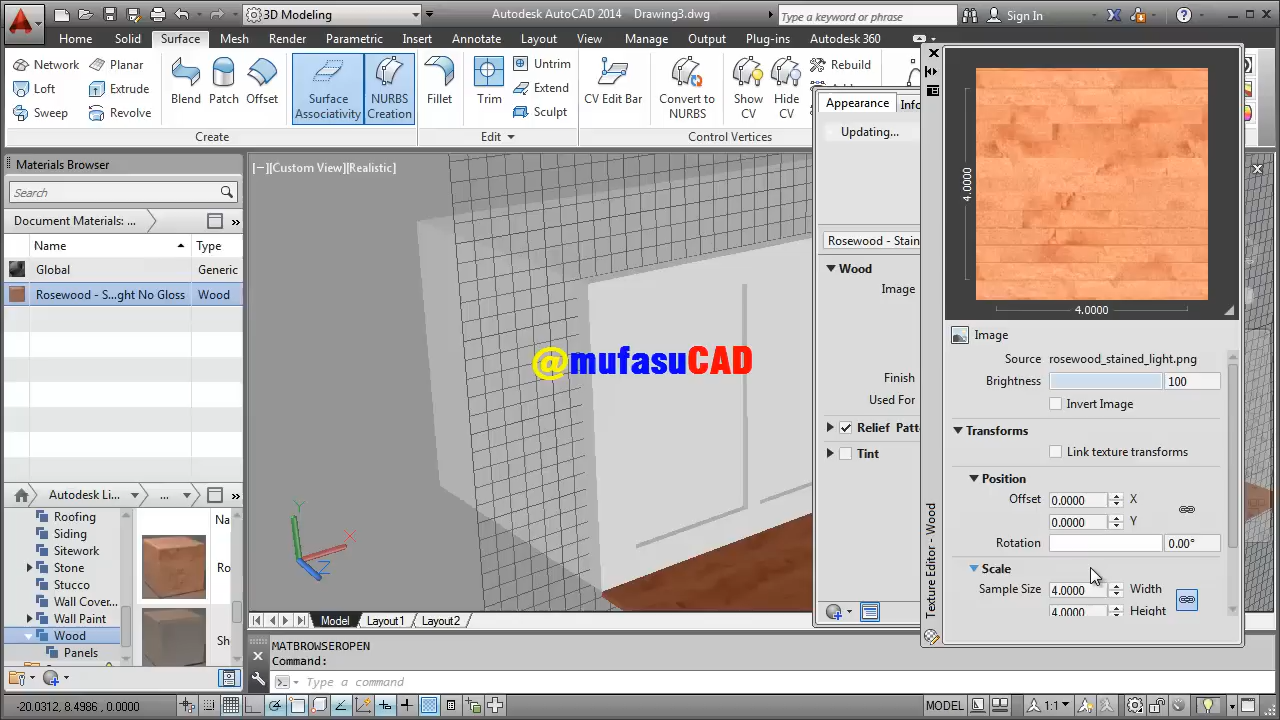 3D Modeling
Autodesk AutoCAD 2014 Drawing3.dwg
Type a keyword or phrase
Sign In
Home Solid Surface Mesh Render Parametric Insert Annotate Layout View Manage Output Plug-ins Autodesk 360
Network Planar
Loft Extrude
Sweep Revolve
Blend Patch Offset
Surface Associativity
NURBS Creation
Fillet
Trim
Untrim
Extend
Sculpt
CV Edit Bar
Convert to NURBS
Show CV
Hide CV
Rebuild
Create
Edit
Control Vertices
Materials Browser
Search
Document Materials: ...
Name Type
Global Generic
Rosewood - S...ght No Gloss Wood
Autodesk Li... ...
Roofing
Siding
Sitework
Stone
Stucco
Wall Cover...
Wall Paint
Wood
Panels
Na
Ro
Sh
[−][Custom View][Realistic]
@mufasuCAD
Y
X
Z
Appearance Info
Updating...
Rosewood - Stain
Wood
Image
Finish
Used For
Relief Patt
Tint
Texture Editor - Wood
4.0000
4.0000
Image
Source rosewood_stained_light.png
Brightness 100
Invert Image
Transforms
Link texture transforms
Position
Offset 0.0000 X
0.0000 Y
Rotation 0.00°
Scale
Sample Size 4.0000 Width
4.0000 Height
Model Layout1 Layout2
MATBROWSEROPEN
Command:
Type a command
-20.0312, 8.4986, 0.0000
MODEL
1:1